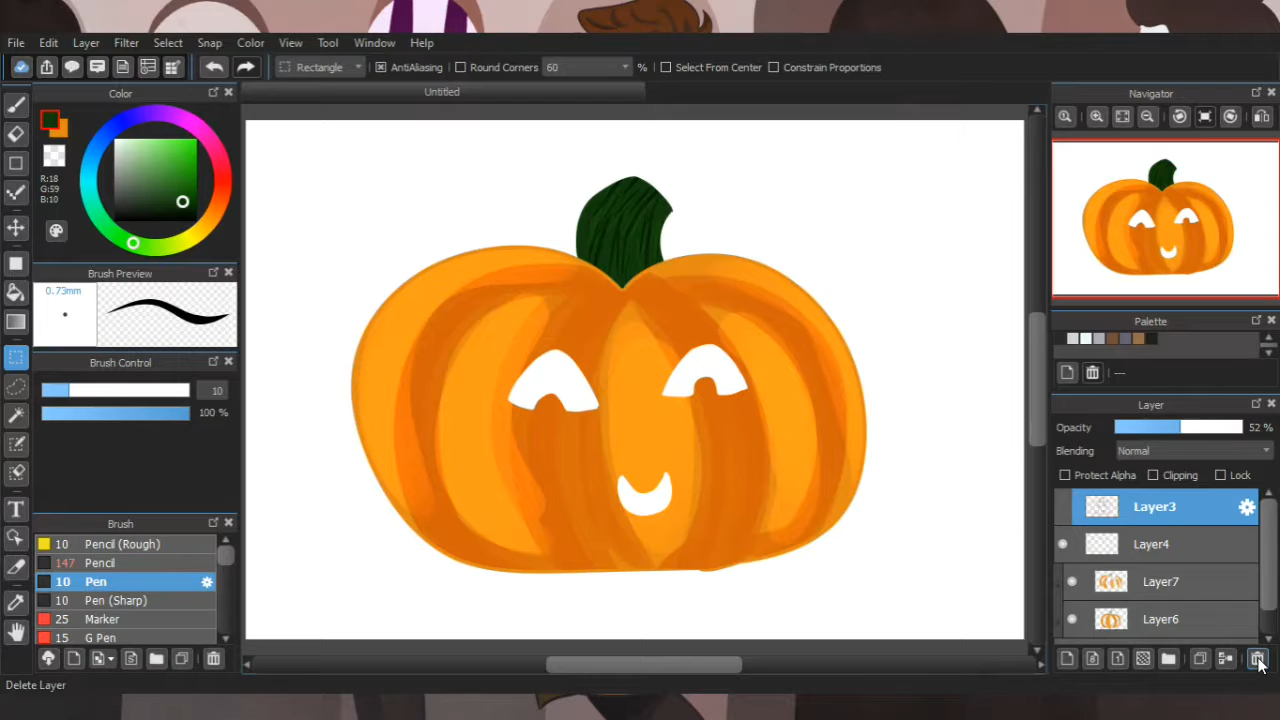 File Edit Layer Filter Select Snap Color View Tool Window Help
Rectangle AntiAliasing Round Corners 60 % Select From Center Constrain Proportions
Color
Untitled
Navigator
R:18
G:59
B:10
Brush Preview
0.73mm
Palette
---
Brush Control
10
100 %
Layer
Opacity 52 %
Blending Normal
Protect Alpha Clipping Lock
Layer3
Layer4
Layer7
Layer6
Brush
10 Pencil (Rough)
147 Pencil
10 Pen
10 Pen (Sharp)
25 Marker
15 G Pen
Delete Layer